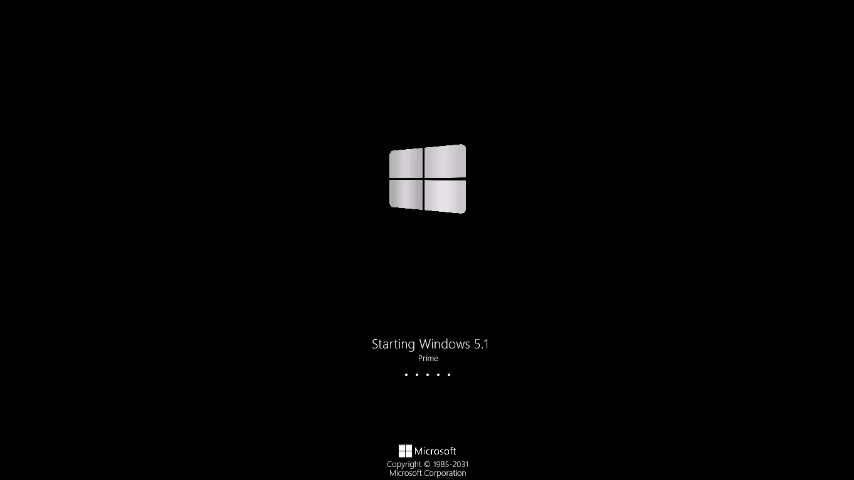 Starting Windows 5.1
Prime
Microsoft
Copyright © 1985-2031
Microsoft Corporation